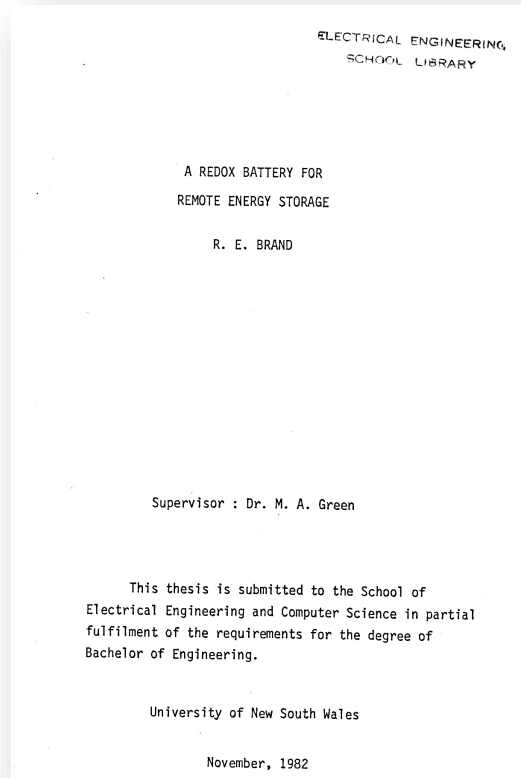 ELECTRICAL ENGINEERING
SCHOOL LIBRARY
A REDOX BATTERY FOR
REMOTE ENERGY STORAGE
R. E. BRAND
Supervisor : Dr. M. A. Green
This thesis is submitted to the School of
Electrical Engineering and Computer Science in partial
fulfilment of the requirements for the degree of
Bachelor of Engineering.
University of New South Wales
November, 1982